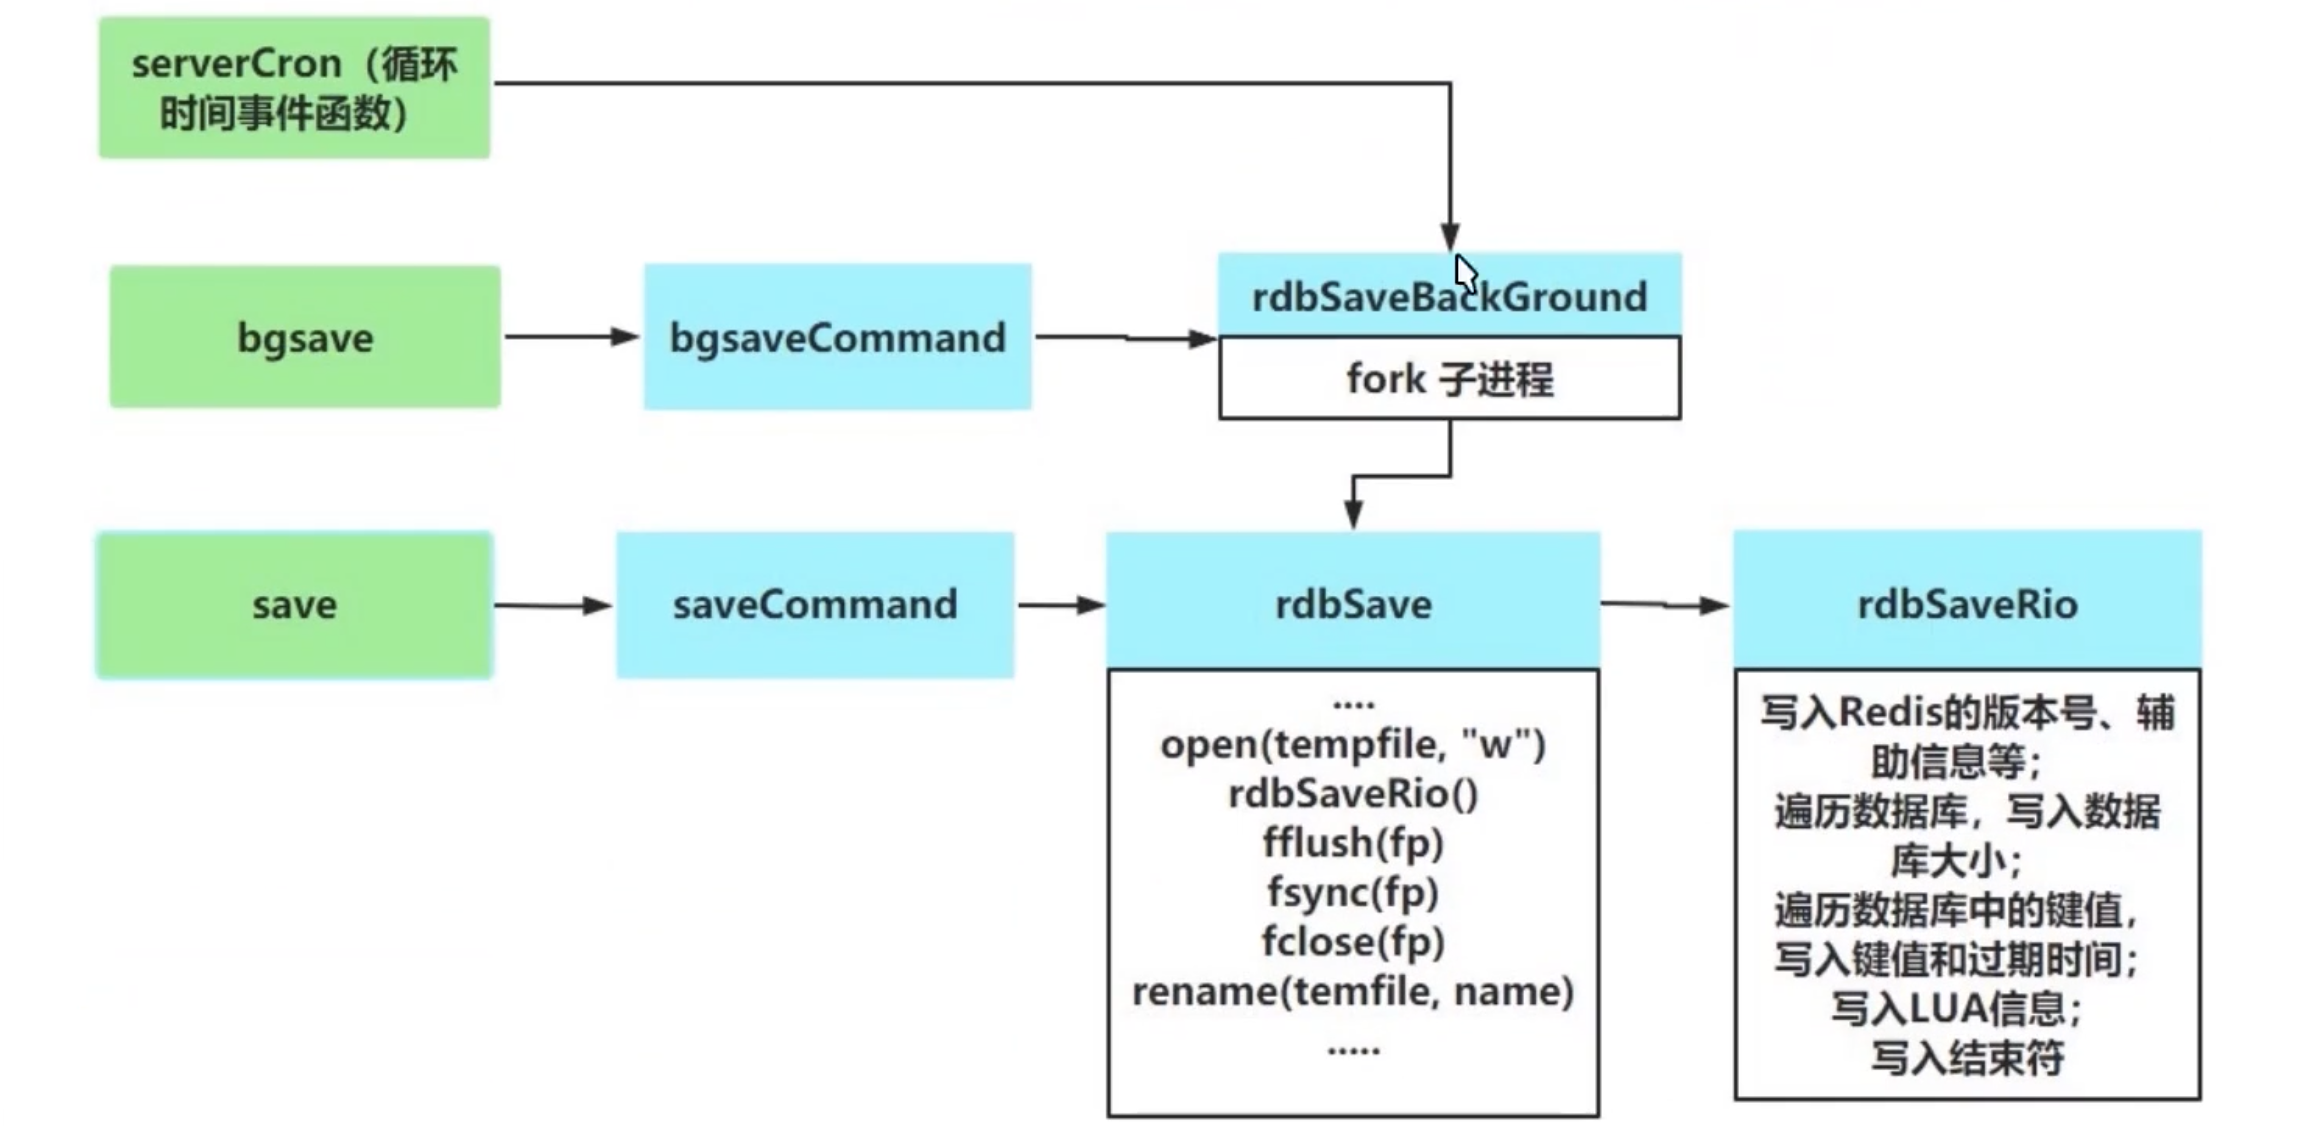 serverCron（循环
时间事件函数）
bgsave
bgsaveCommand
rdbSaveBackGround
fork 子进程
save
saveCommand
rdbSave
rdbSaveRio
....
open(tempfile, "w")
rdbSaveRio()
fflush(fp)
fsync(fp)
fclose(fp)
rename(temfile, name)
.....
写入Redis的版本号、辅
助信息等；
遍历数据库，写入数据
库大小；
遍历数据库中的键值，
写入键值和过期时间；
写入LUA信息；
写入结束符